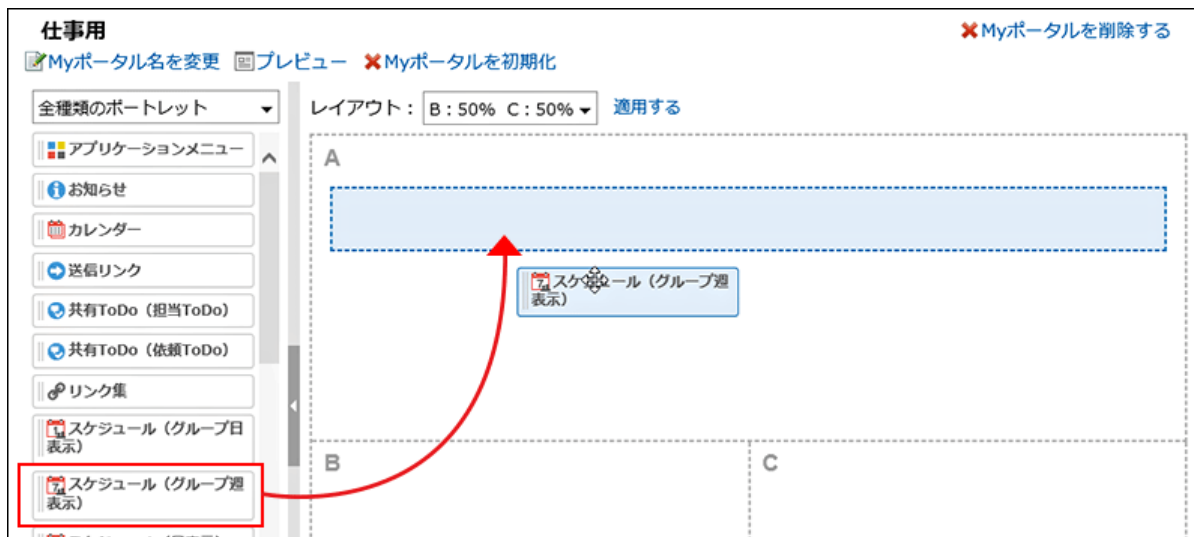 仕事用
Myポータルを削除する
Myポータル名を変更 プレビュー Myポータルを初期化
全種類のポートレット
レイアウト： B：50% C：50% 適用する
アプリケーションメニュー
お知らせ
カレンダー
送信リンク
共有ToDo（担当ToDo）
共有ToDo（依頼ToDo）
リンク集
スケジュール（グループ日
表示）
スケジュール（グループ週
表示）
A
スケジュール（グループ週
表示）
B
C